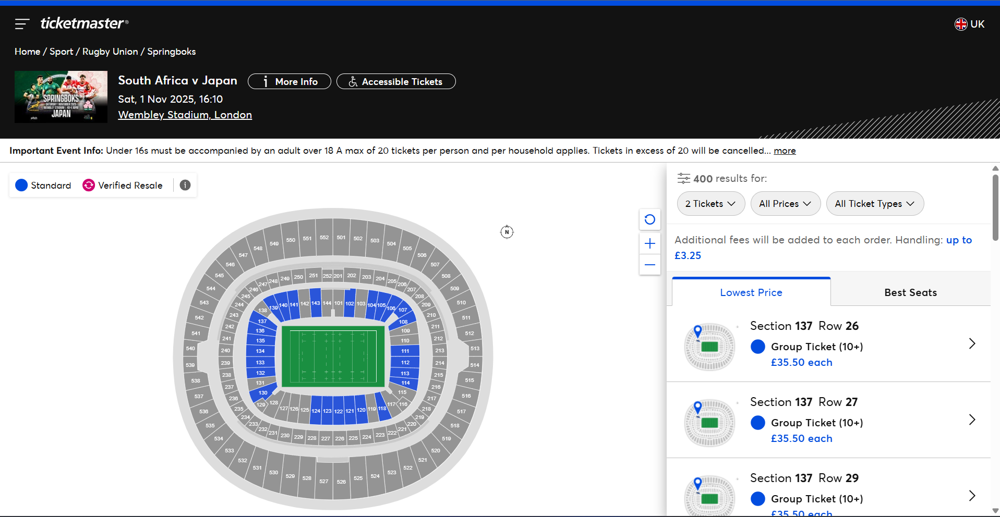 ticketmaster®
UK
Home / Sport / Rugby Union / Springboks
SPRINGBOKS
SATURDAY 1 NOVEMBER 2025
JAPAN
South Africa v Japan
i More Info
Accessible Tickets
Sat, 1 Nov 2025, 16:10
Wembley Stadium, London
Important Event Info: Under 16s must be accompanied by an adult over 18 A max of 20 tickets per person and per household applies. Tickets in excess of 20 will be cancelled... more
Standard Verified Resale i
N
548 549 550 551 552 501 502 503 504 505
547 506
546 507
545 508
544 509
543 510
542 511
541 512
540 513
539 514
538 515
537 516
536 517
535 518
534 519
533 520
532 521
531 522
530 529 528 527 526 525 524 523
247 248 249 250 251 252 201 202 203 204 205 206
246 207
245 208
244 209
243 210
242 211
241 212
240 213
239 214
238 215
237 216
236 217
235 218
234 219
233 220
232 231 230 229 228 227 226 225 224 223 222 221
138 139 140 141 142 143 144 101 102 103 104 105 106 107
137 108
136 109
135 110
134 111
133 112
132 113
131 114
130 115
129 128 127 126 125 124 123 122 121 120 119 118 117 116
400 results for:
2 Tickets
All Prices
All Ticket Types
Additional fees will be added to each order. Handling: up to
£3.25
Lowest Price
Best Seats
Section 137 Row 26
Group Ticket (10+)
£35.50 each
Section 137 Row 27
Group Ticket (10+)
£35.50 each
Section 137 Row 29
Group Ticket (10+)
£35.50 each